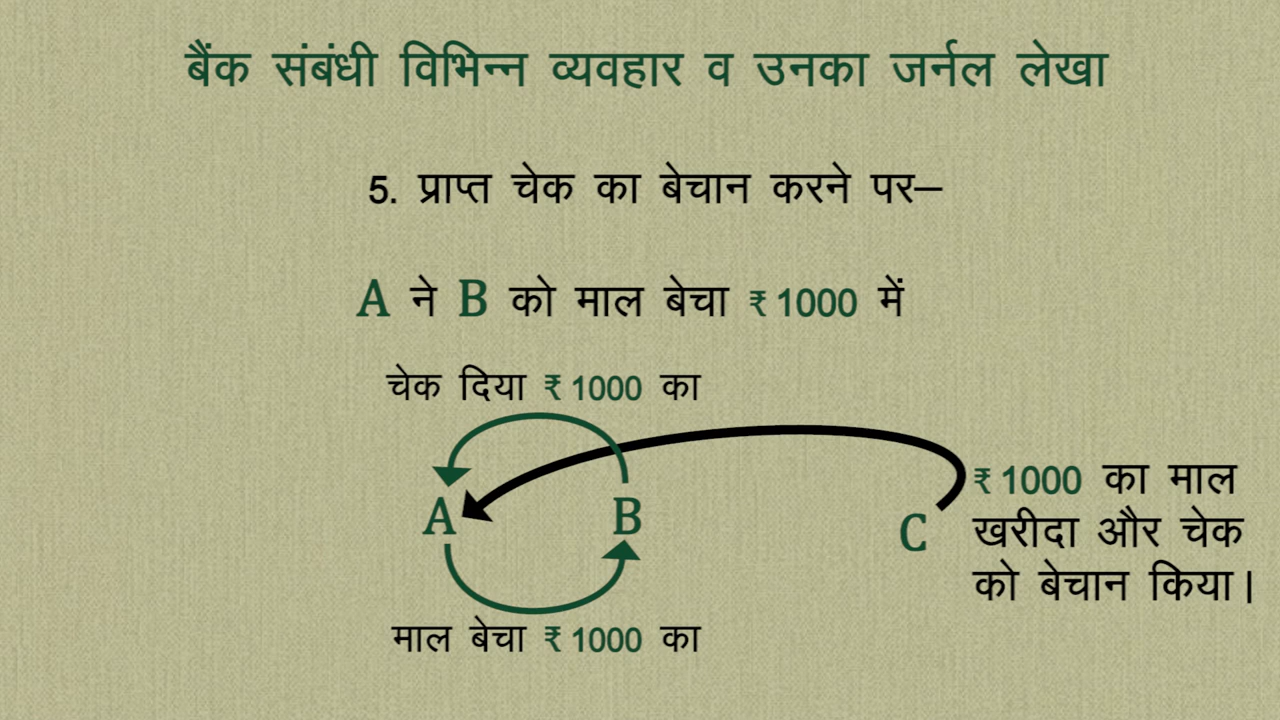 बैंक संबंधी विभिन्न व्यवहार व उनका जर्नल लेखा
5. प्राप्त चेक का बेचान करने पर–
A ने B को माल बेचा ₹ 1000 में
चेक दिया ₹ 1000 का
A B C
₹ 1000 का माल
खरीदा और चेक
को बेचान किया।
माल बेचा ₹ 1000 का